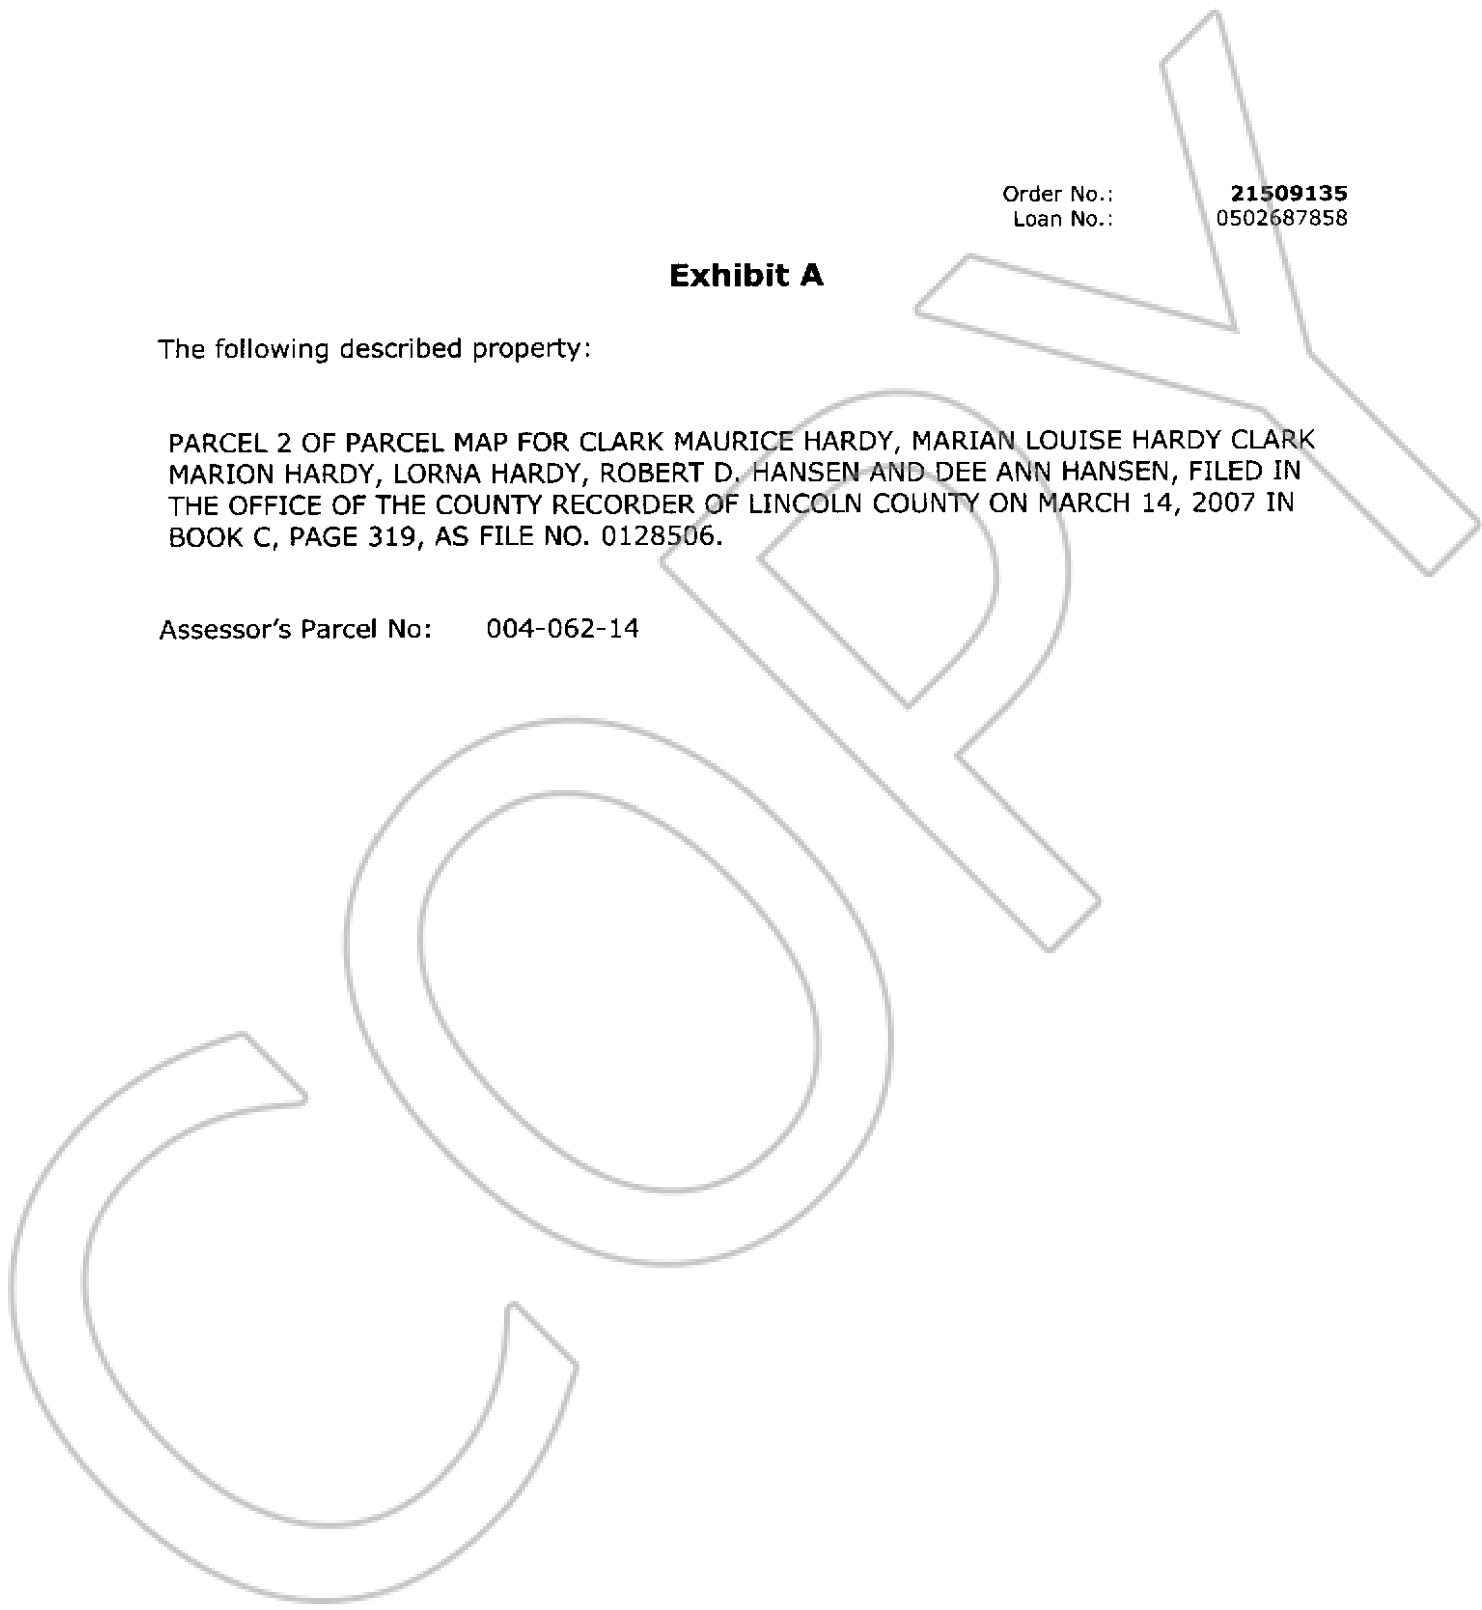 Order No.: 21509135
Loan No.: 0502687858
Exhibit A
The following described property:
PARCEL 2 OF PARCEL MAP FOR CLARK MAURICE HARDY, MARIAN LOUISE HARDY CLARK
MARION HARDY, LORNA HARDY, ROBERT D. HANSEN AND DEE ANN HANSEN, FILED IN
THE OFFICE OF THE COUNTY RECORDER OF LINCOLN COUNTY ON MARCH 14, 2007 IN
BOOK C, PAGE 319, AS FILE NO. 0128506.
Assessor's Parcel No: 004-062-14
COPY